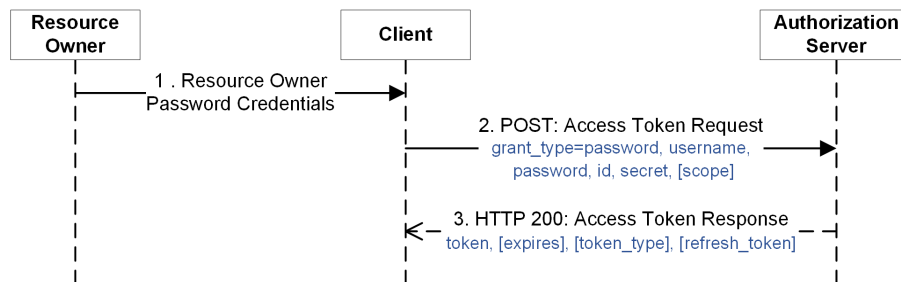 Resource
Owner
Client
Authorization
Server
1 . Resource Owner
Password Credentials
2. POST: Access Token Request
grant_type=password, username,
password, id, secret, [scope]
3. HTTP 200: Access Token Response
token, [expires], [token_type], [refresh_token]